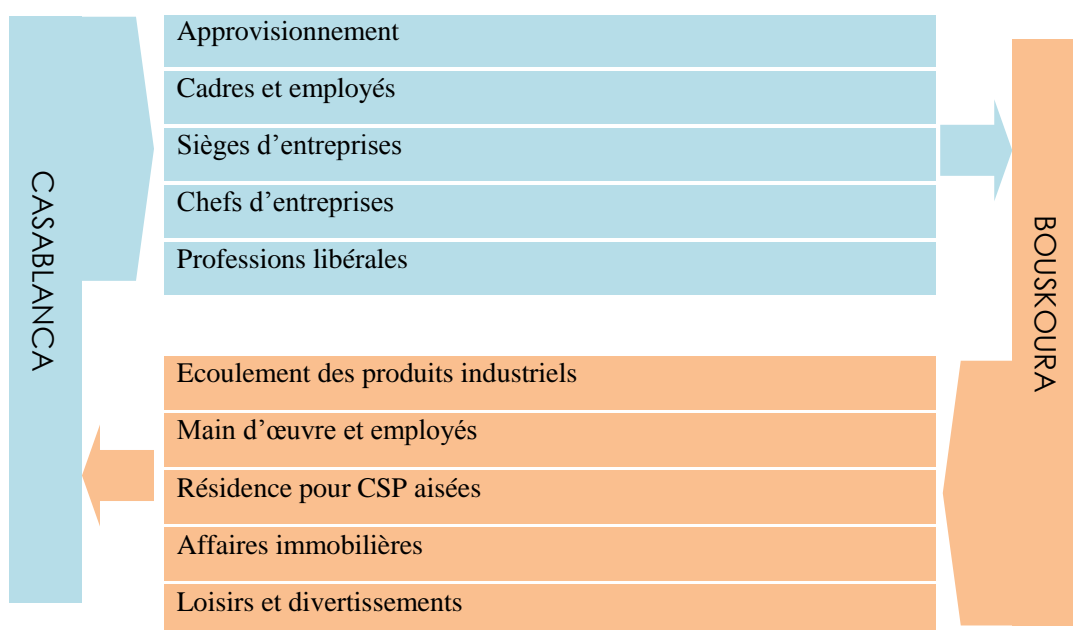 CASABLANCA
Approvisionnement
Cadres et employés
Sièges d’entreprises
Chefs d’entreprises
Professions libérales
BOUSKOURA
Ecoulement des produits industriels
Main d’œuvre et employés
Résidence pour CSP aisées
Affaires immobilières
Loisirs et divertissements